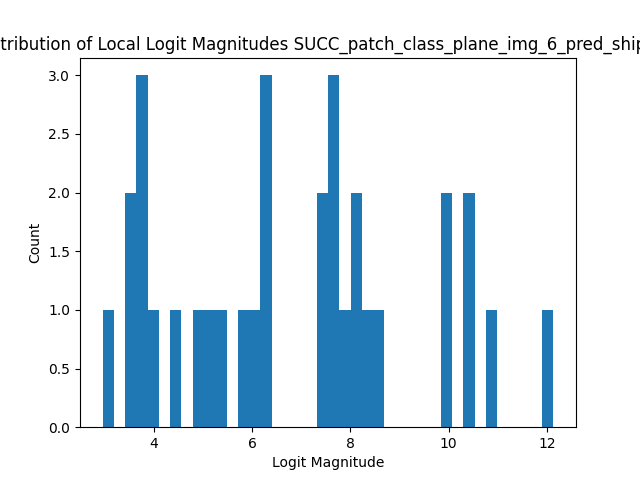 tribution of Local Logit Magnitudes SUCC_patch_class_plane_img_6_pred_ship
3.0
2.5
2.0
1.5
1.0
0.5
0.0
Count
4 6 8 10 12
Logit Magnitude